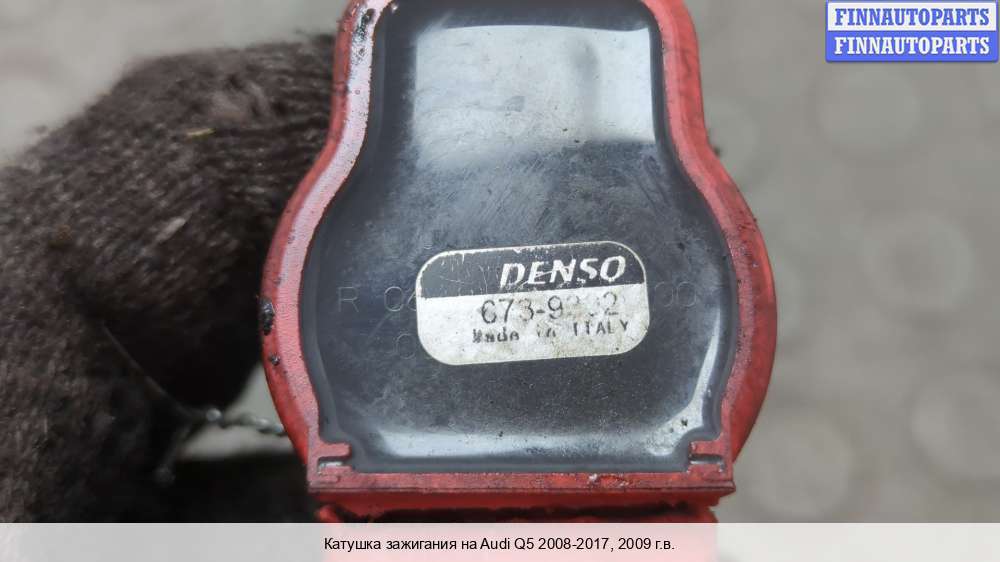 FINNAUTOPARTS
FINNAUTOPARTS
DENSO
Made in ITALY
Катушка зажигания на Audi Q5 2008-2017, 2009 г.в.